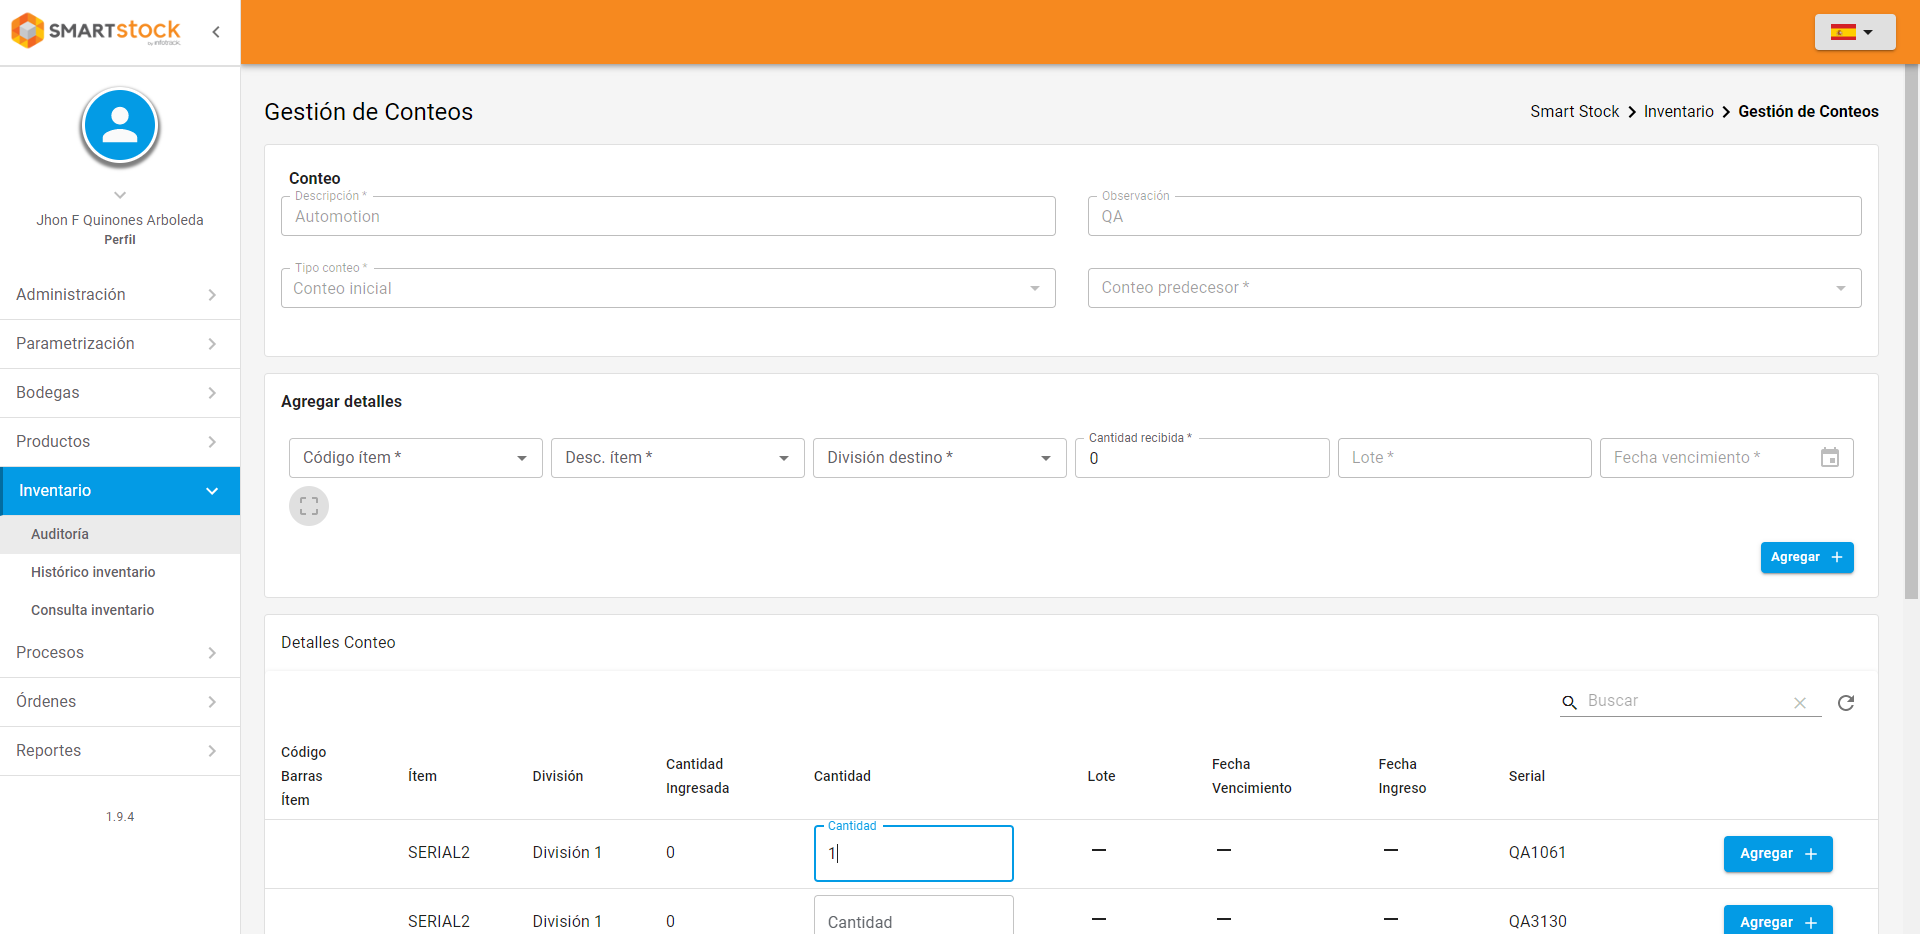 SMARTstock
by infotrack.
Gestión de Conteos
Smart Stock > Inventario > Gestión de Conteos
Jhon F Quinones Arboleda
Perfil
Administración
Parametrización
Bodegas
Productos
Inventario
Auditoría
Histórico inventario
Consulta inventario
Procesos
Órdenes
Reportes
1.9.4
Conteo
Descripción *
Automotion
Observación
QA
Tipo conteo *
Conteo inicial
Conteo predecesor *
Agregar detalles
Código ítem *
Desc. ítem *
División destino *
Cantidad recibida *
0
Lote *
Fecha vencimiento *
Agregar +
Detalles Conteo
Buscar
Código
Barras
Ítem
Ítem
División
Cantidad
Ingresada
Cantidad
Lote
Fecha
Vencimiento
Fecha
Ingreso
Serial
SERIAL2 División 1 0 Cantidad 1 — — — QA1061 Agregar +
SERIAL2 División 1 0 Cantidad — — — QA3130 Agregar +